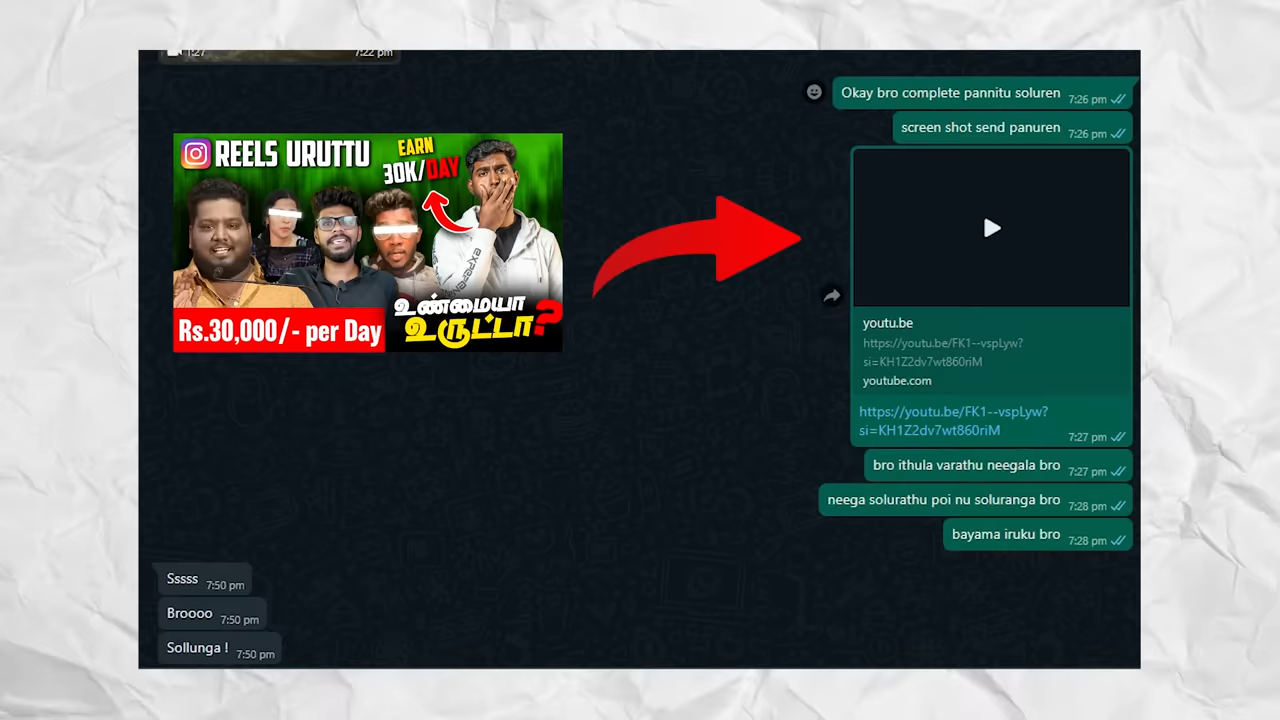 1:27
7:22 pm
Okay bro complete pannitu soluren
7:26 pm
screen shot send panuren
7:26 pm
REELS URUTTU
EARN
30K/DAY
Rs.30,000/- per Day
உண்மையா
உருட்டா?
youtu.be
https://youtu.be/FK1--vspLyw?
si=KH1Z2dv7wt860riM
youtube.com
https://youtu.be/FK1--vspLyw?
si=KH1Z2dv7wt860riM
7:27 pm
bro ithula varathu neegala bro
7:27 pm
neega solurathu poi nu soluranga bro
7:28 pm
bayama iruku bro
7:28 pm
Sssss
7:50 pm
Broooo
7:50 pm
Sollunga !
7:50 pm